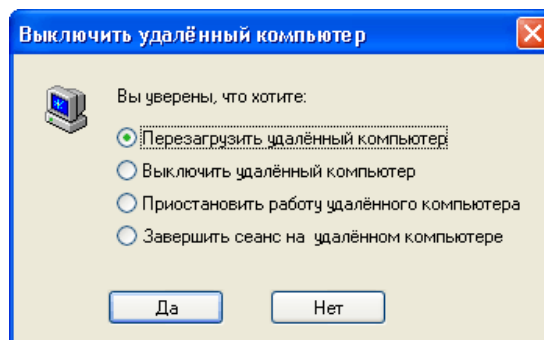 Выключить удалённый компьютер
Вы уверены, что хотите:
Перезагрузить удалённый компьютер
Выключить удалённый компьютер
Приостановить работу удалённого компьютера
Завершить сеанс на удалённом компьютере
Да Нет